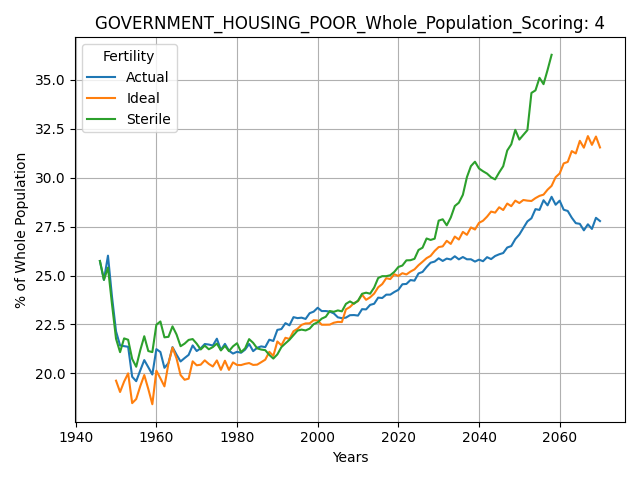 GOVERNMENT_HOUSING_POOR_Whole_Population_Scoring: 4
Fertility
Actual
Ideal
Sterile
% of Whole Population
35.0
32.5
30.0
27.5
25.0
22.5
20.0
1940 1960 1980 2000 2020 2040 2060
Years